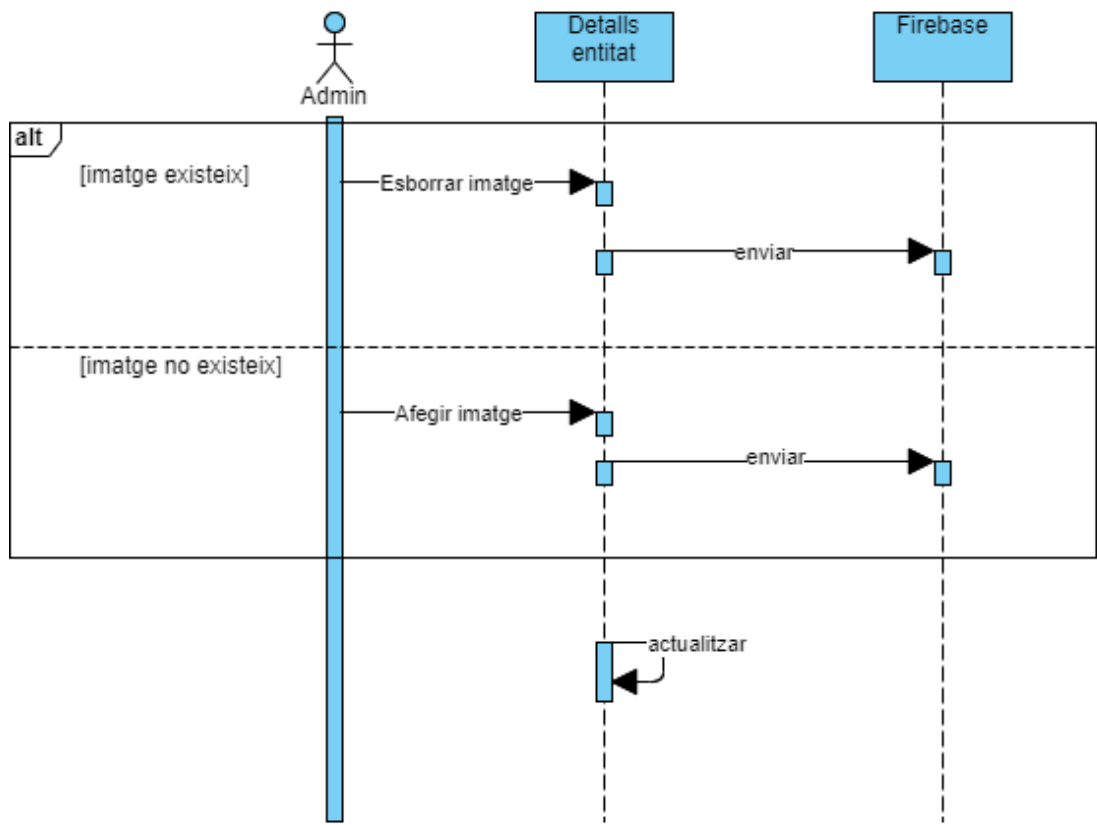 Detalls
entitat
Firebase
Admin
alt
[imatge existeix]
Esborrar imatge
enviar
[imatge no existeix]
Afegir imatge
enviar
actualitzar